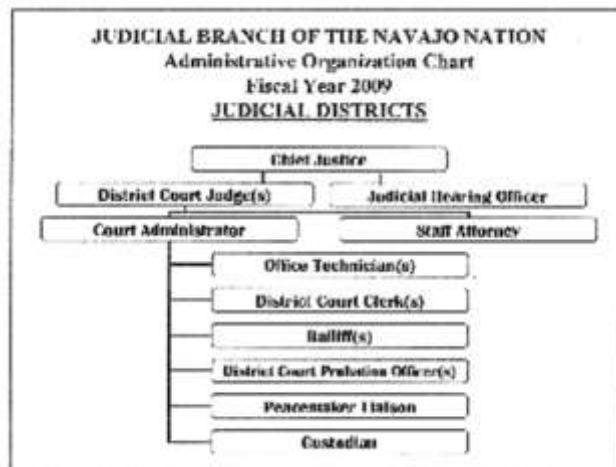 JUDICIAL BRANCH OF THE NAVAJO NATION
Administrative Organization Chart
Fiscal Year 2009
JUDICIAL DISTRICTS
Chief Justice
District Court Judge(s)
Judicial Hearing Officer
Court Administrator
Staff Attorney
Office Technician(s)
District Court Clerk(s)
Bailiff(s)
District Court Probation Officer(s)
Peacemaker Liaison
Custodian